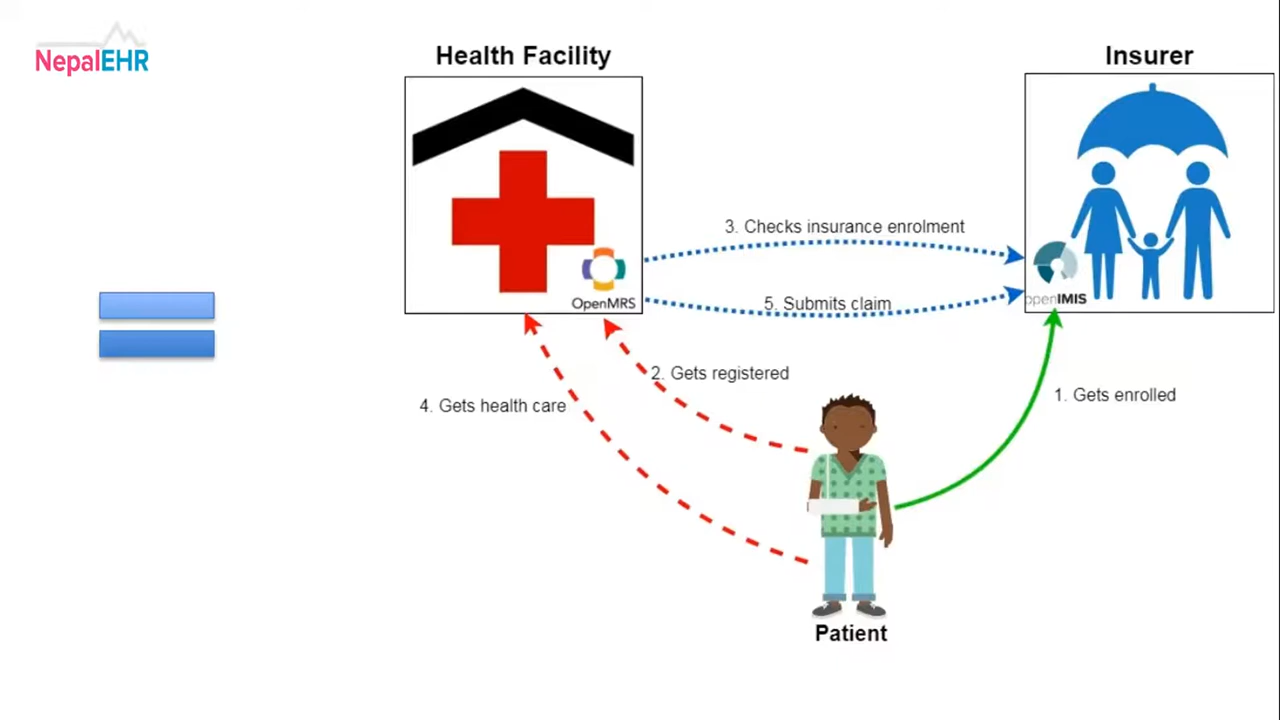 NepalEHR
Health Facility
Insurer
3. Checks insurance enrolment
OpenMRS
5. Submits claim
openIMIS
2. Gets registered
1. Gets enrolled
4. Gets health care
Patient